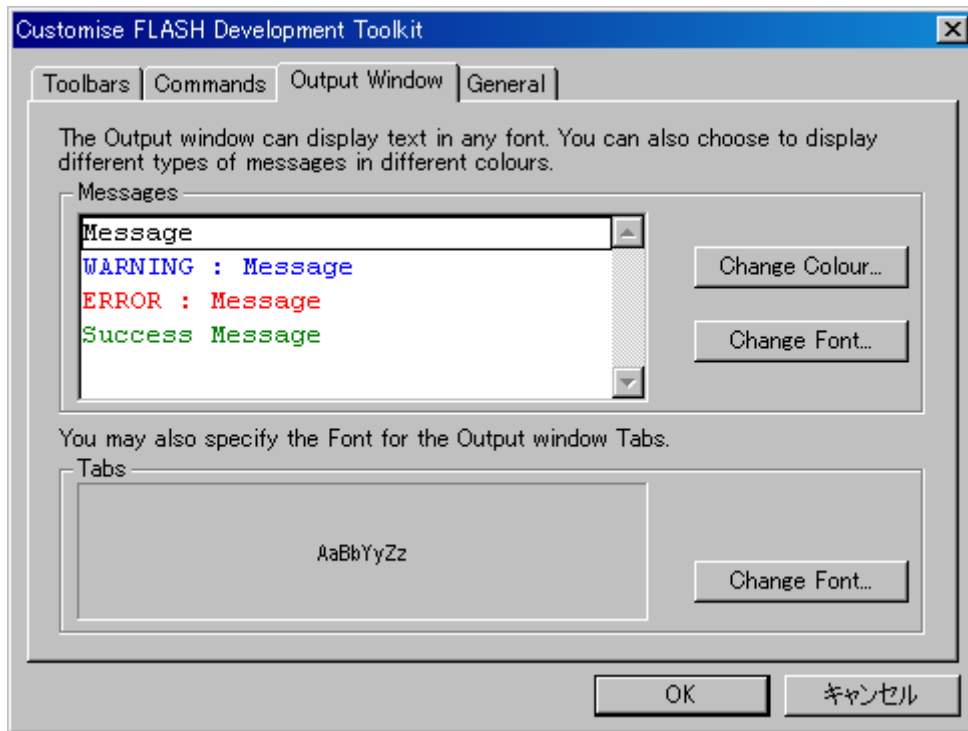 Customise FLASH Development Toolkit
Toolbars Commands Output Window General
The Output window can display text in any font. You can also choose to display
different types of messages in different colours.
Messages
Message
WARNING : Message
ERROR : Message
Success Message
Change Colour...
Change Font...
You may also specify the Font for the Output window Tabs.
Tabs
AaBbYyZz
Change Font...
OK キャンセル